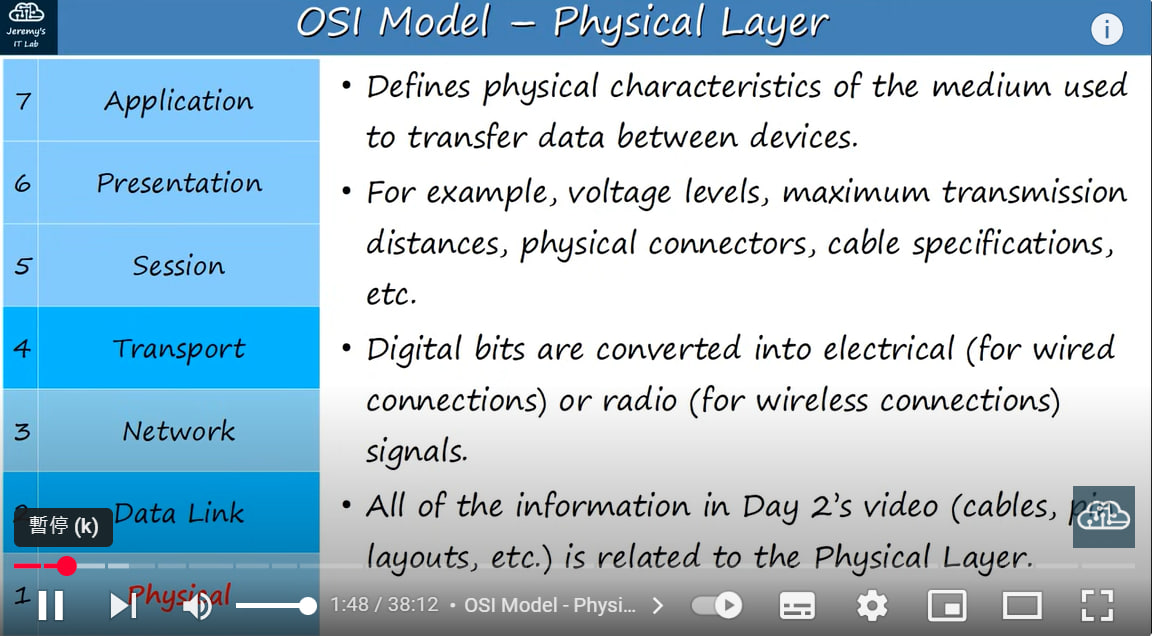 Jeremy's
IT Lab
OSI Model – Physical Layer
i
7 Application
6 Presentation
5 Session
4 Transport
3 Network
2 Data Link
1 Physical
• Defines physical characteristics of the medium used
to transfer data between devices.
• For example, voltage levels, maximum transmission
distances, physical connectors, cable specifications,
etc.
• Digital bits are converted into electrical (for wired
connections) or radio (for wireless connections)
signals.
• All of the information in Day 2's video (cables, pin
layouts, etc.) is related to the Physical Layer.
暫停 (k)
1:48 / 38:12 • OSI Model - Physi...